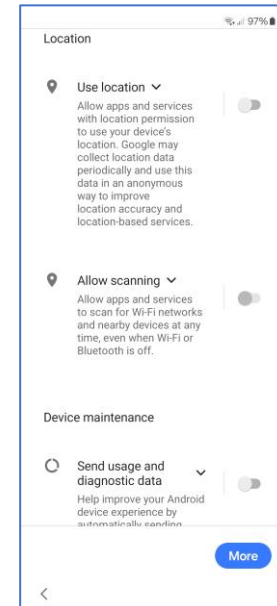 97%
Location
Use location
Allow apps and services
with location permission
to use your device's
location. Google may
collect location data
periodically and use this
data in an anonymous
way to improve
location accuracy and
location-based services.
Allow scanning
Allow apps and services
to scan for Wi-Fi networks
and nearby devices at any
time, even when Wi-Fi or
Bluetooth is off.
Device maintenance
Send usage and
diagnostic data
Help improve your Android
device experience by
automatically sending
More